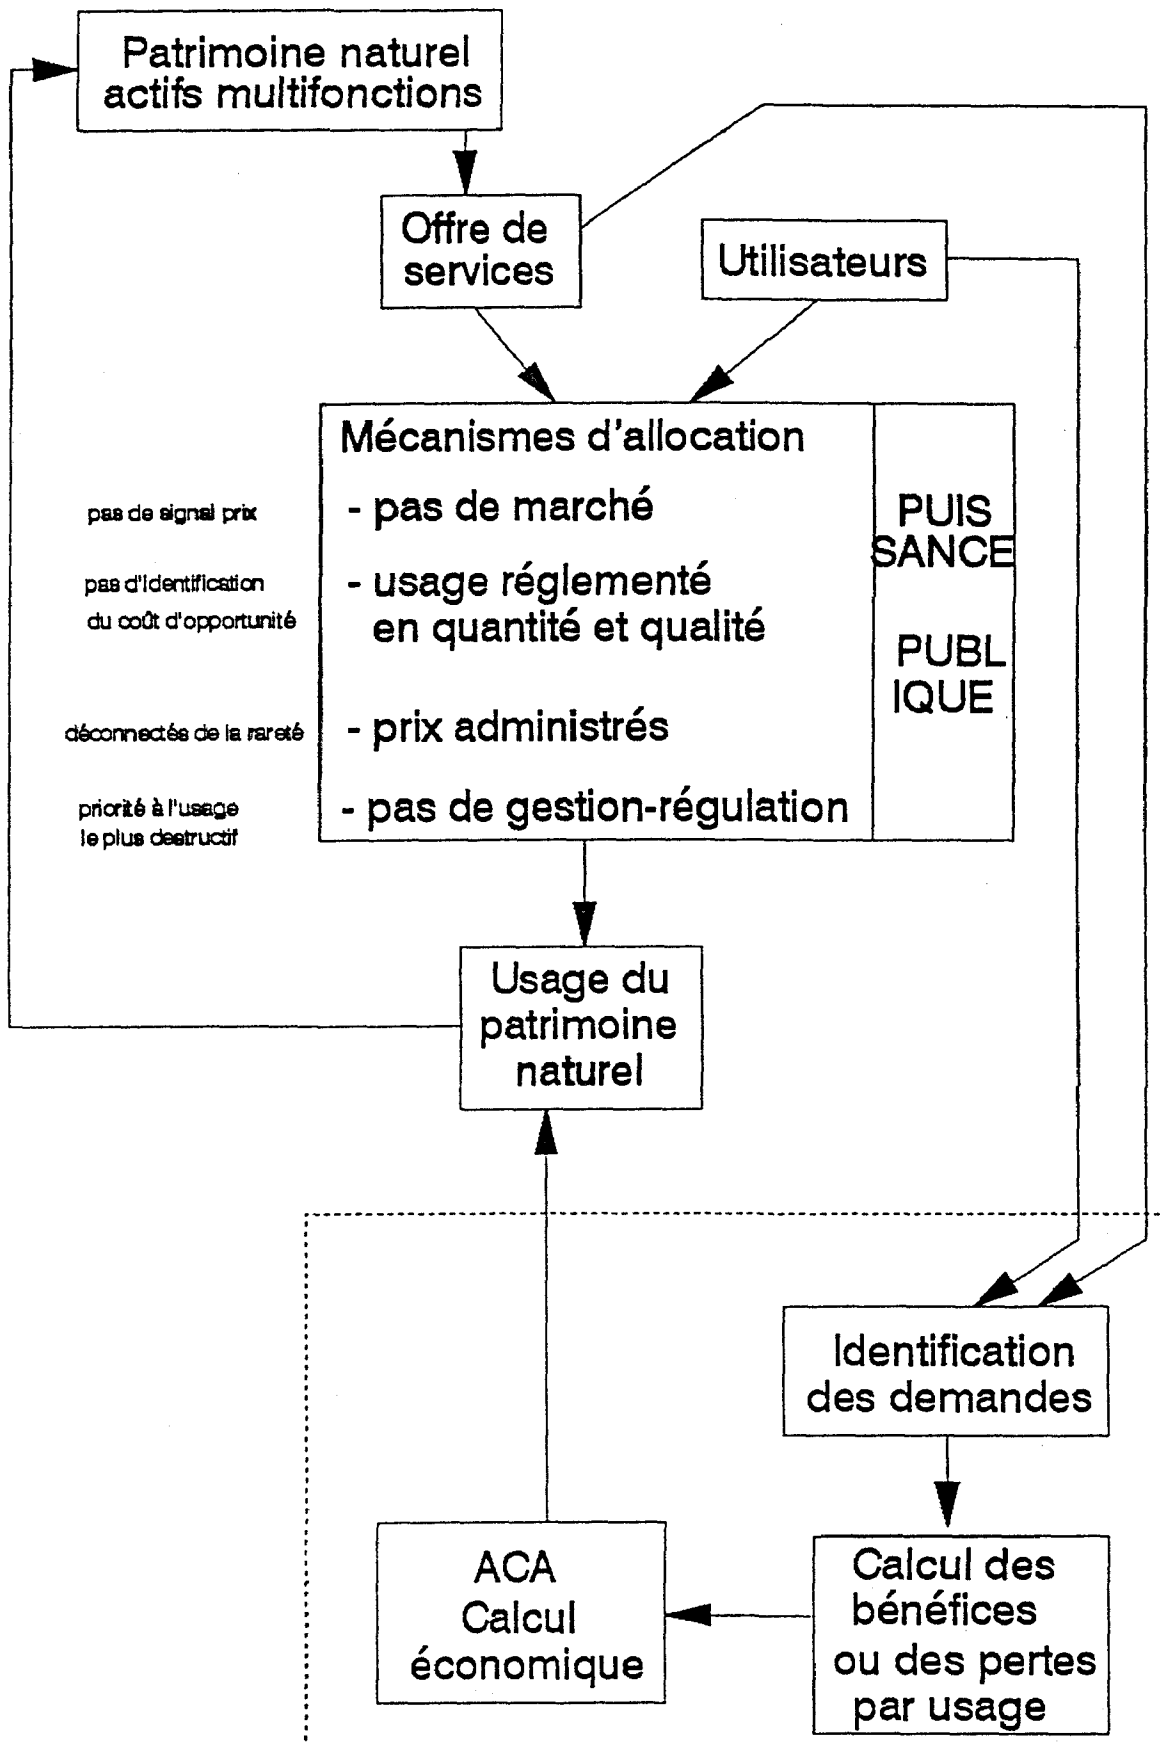 Patrimoine naturel
actifs multifonctions
Offre de
services
Utilisateurs
Mécanismes d'allocation
pas de signal prix
- pas de marché
pas d'identification
du coût d'opportunité
- usage réglementé
en quantité et qualité
déconnectés de la rareté
- prix administrés
priorité à l'usage
le plus destructif
- pas de gestion-régulation
PUIS
SANCE
PUBL
IQUE
Usage du
patrimoine
naturel
Identification
des demandes
Calcul des
bénéfices
ou des pertes
par usage
ACA
Calcul
économique